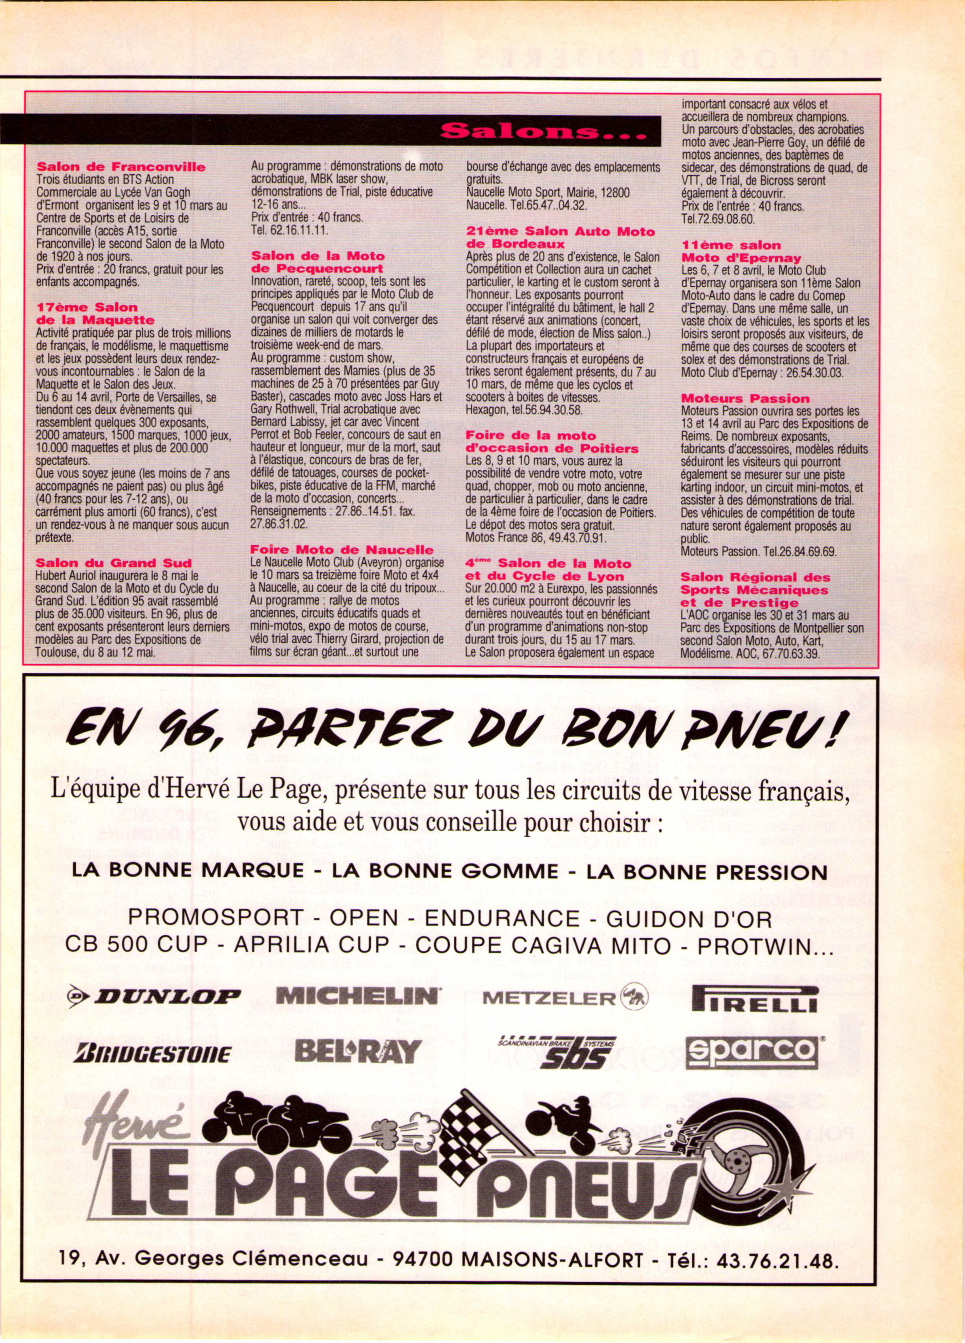 Salons...
Salon de Franconville
Trois étudiants en BTS Action
Commerciale au Lycée Van Gogh
d'Ermont organisent les 9 et 10 mars au
Centre de Sports et de Loisirs de
Franconville (accès A15, sortie
Franconville) le second Salon de la Moto
de 1920 à nos jours.
Prix d'entrée : 20 francs, gratuit pour les
enfants accompagnés.
17ème Salon
de la Maquette
Activité pratiquée par plus de trois millions
de français, le modélisme, le maquettisme
et les jeux possèdent leurs deux rendez-
vous incontournables : le Salon de la
Maquette et le Salon des Jeux.
Du 6 au 14 avril, Porte de Versailles, se
tiendont ces deux évènements qui
rassemblent quelques 300 exposants,
2000 amateurs, 1500 marques, 1000 jeux,
10.000 maquettes et plus de 200.000
spectateurs.
Que vous soyez jeune (les moins de 7 ans
accompagnés ne paient pas) ou plus âgé
(40 francs pour les 7-12 ans), ou
carrément plus amorti (60 francs), c'est
un rendez-vous à ne manquer sous aucun
prétexte.
Salon du Grand Sud
Hubert Auriol inaugurera le 8 mai le
second Salon de la Moto et du Cycle du
Grand Sud. L'édition 95 avait rassemblé
plus de 35.000 visiteurs. En 96, plus de
cent exposants présenteront leurs derniers
modèles au Parc des Expositions de
Toulouse, du 8 au 12 mai.
Au programme : démonstrations de moto
acrobatique, MBK laser show,
démonstrations de Trial, piste éducative
12-16 ans...
Prix d'entrée : 40 francs.
Tel. 62.16.11.11.
Salon de la Moto
de Pecquencourt
Innovation, rareté, scoop, tels sont les
principes appliqués par le Moto Club de
Pecquencourt depuis 17 ans qu'il
organise un salon qui voit converger des
dizaines de milliers de motards le
troisième week-end de mars.
Au programme : custom show,
rassemblement des Mamies (plus de 35
machines de 25 à 70 présentées par Guy
Baster), cascades moto avec Joss Hars et
Gary Rothwell, Trial acrobatique avec
Bernard Labissy, jet car avec Vincent
Perrot et Bob Feeler, concours de saut en
hauteur et longueur, mur de la mort, saut
à l'élastique, concours de bras de fer,
défilé de tatouages, courses de pocket-
bikes, piste éducative de la FFM, marché
de la moto d'occasion, concerts...
Renseignements : 27.86..14.51. fax.
27.86.31.02.
Foire Moto de Naucelle
Le Naucelle Moto Club (Aveyron) organise
le 10 mars sa treizième foire Moto et 4x4
à Naucelle, au coeur de la cité du tripoux...
Au programme : rallye de motos
anciennes, circuits éducatifs quads et
mini-motos, expo de motos de course,
vélo trial avec Thierry Girard, projection de
films sur écran géant...et surtout une
bourse d'échange avec des emplacements
gratuits.
Naucelle Moto Sport, Mairie, 12800
Naucelle. Tel.65.47..04.32.
21ème Salon Auto Moto
de Bordeaux
Après plus de 20 ans d'existence, le Salon
Compétition et Collection aura un cachet
particulier, le karting et le custom seront à
l'honneur. Les exposants pourront
occuper l'intégralité du bâtiment, le hall 2
étant réservé aux animations (concert,
défilé de mode, élection de Miss salon..)
La plupart des importateurs et
constructeurs français et européens de
trikes seront également présents, du 7 au
10 mars, de même que les cyclos et
scooters à boites de vitesses.
Hexagon, tel.56.94.30.58.
Foire de la moto
d'occasion de Poitiers
Les 8, 9 et 10 mars, vous aurez la
possibilité de vendre votre moto, votre
quad, chopper, mob ou moto ancienne,
de particulier à particulier, dans le cadre
de la 4ème foire de l'occasion de Poitiers.
Le dépot des motos sera gratuit.
Motos France 86, 49.43.70.91.
4ème Salon de la Moto
et du Cycle de Lyon
Sur 20.000 m2 à Eurexpo, les passionnés
et les curieux pourront découvrir les
dernières nouveautés tout en bénéficiant
d'un programme d'animations non-stop
durant trois jours, du 15 au 17 mars.
Le Salon proposera également un espace
important consacré aux vélos et
accueillera de nombreux champions.
Un parcours d'obstacles, des acrobaties
moto avec Jean-Pierre Goy, un défilé de
motos anciennes, des baptèmes de
sidecar, des démonstrations de quad, de
VTT, de Trial, de Bicross seront
également à découvrir.
Prix de l'entrée : 40 francs.
Tel.72.69.08.60.
11ème salon
Moto d'Epernay
Les 6, 7 et 8 avril, le Moto Club
d'Epernay organisera son 11ème Salon
Moto-Auto dans le cadre du Comep
d'Epernay. Dans une même salle, un
vaste choix de véhicules, les sports et les
loisirs seront proposés aux visiteurs, de
même que des courses de scooters et
solex et des démonstrations de Trial.
Moto Club d'Epernay : 26.54.30.03.
Moteurs Passion
Moteurs Passion ouvrira ses portes les
13 et 14 avril au Parc des Expositions de
Reims. De nombreux exposants,
fabricants d'accessoires, modèles réduits
séduiront les visiteurs qui pourront
également se mesurer sur une piste
karting indoor, un circuit mini-motos, et
assister à des démonstrations de trial.
Des véhicules de compétition de toute
nature seront également proposés au
public.
Moteurs Passion. Tel.26.84.69.69.
Salon Régional des
Sports Mécaniques
et de Prestige
L'AOC organise les 30 et 31 mars au
Parc des Expositions de Montpellier son
second Salon Moto, Auto, Kart,
Modélisme. AOC, 67.70.63.39.
EN 96, PARTEZ DU BON PNEU!
L'équipe d'Hervé Le Page, présente sur tous les circuits de vitesse français,
vous aide et vous conseille pour choisir :
LA BONNE MARQUE - LA BONNE GOMME - LA BONNE PRESSION
PROMOSPORT - OPEN - ENDURANCE - GUIDON D'OR
CB 500 CUP - APRILIA CUP - COUPE CAGIVA MITO - PROTWIN...
DUNLOP MICHELIN METZELER PIRELLI
BRIDGESTONE BEL-RAY SCANDINAVIAN BRAKE SYSTEMS sbs sparco
Hervé
LE PAGE PNEUS
19, Av. Georges Clémenceau - 94700 MAISONS-ALFORT - Tél.: 43.76.21.48.